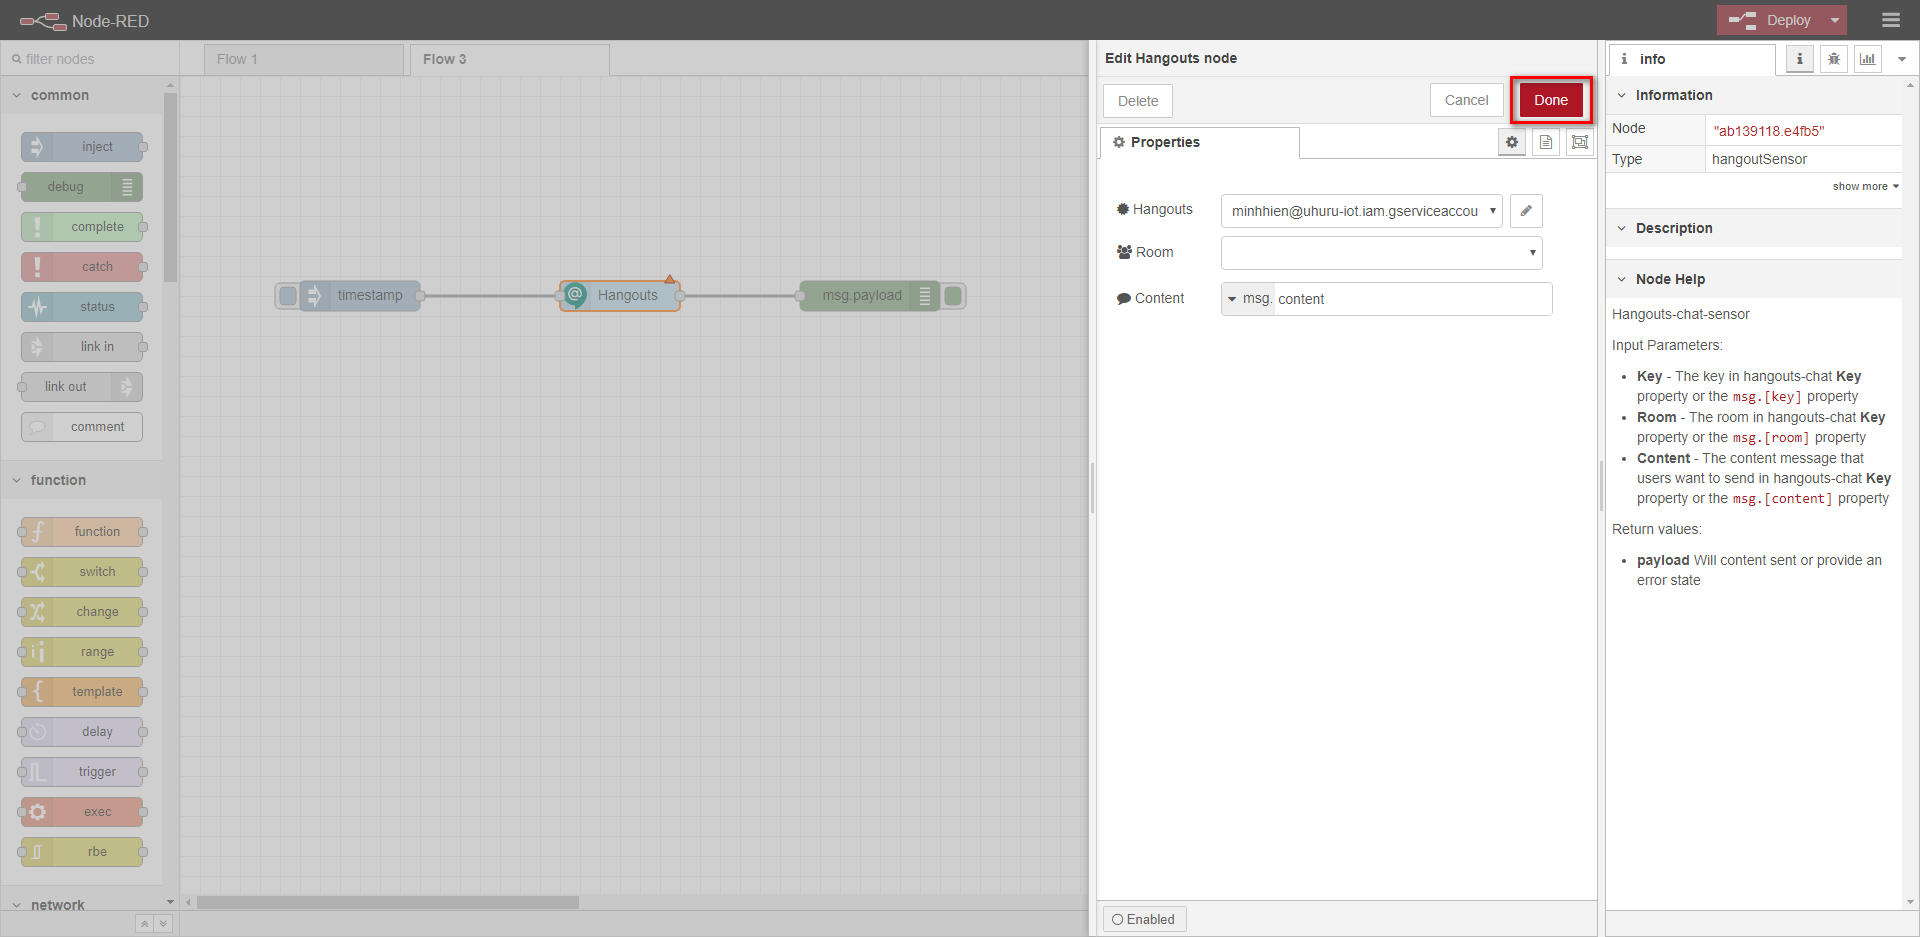 Node-RED
Deploy
filter nodes
Flow 1
Flow 3
common
inject
debug
complete
catch
status
link in
link out
comment
function
function
switch
change
range
template
delay
trigger
exec
rbe
network
timestamp
Hangouts
msg.payload
Edit Hangouts node
Delete
Cancel
Done
Properties
Hangouts
minhhien@uhuru-iot.iam.gserviceaccou
Room
Content
msg. content
Enabled
info
Information
Node "ab139118.e4fb5"
Type hangoutSensor
show more
Description
Node Help
Hangouts-chat-sensor
Input Parameters:
• Key - The key in hangouts-chat Key
property or the msg.[key] property
• Room - The room in hangouts-chat Key
property or the msg.[room] property
• Content - The content message that
users want to send in hangouts-chat Key
property or the msg.[content] property
Return values:
• payload Will content sent or provide an
error state